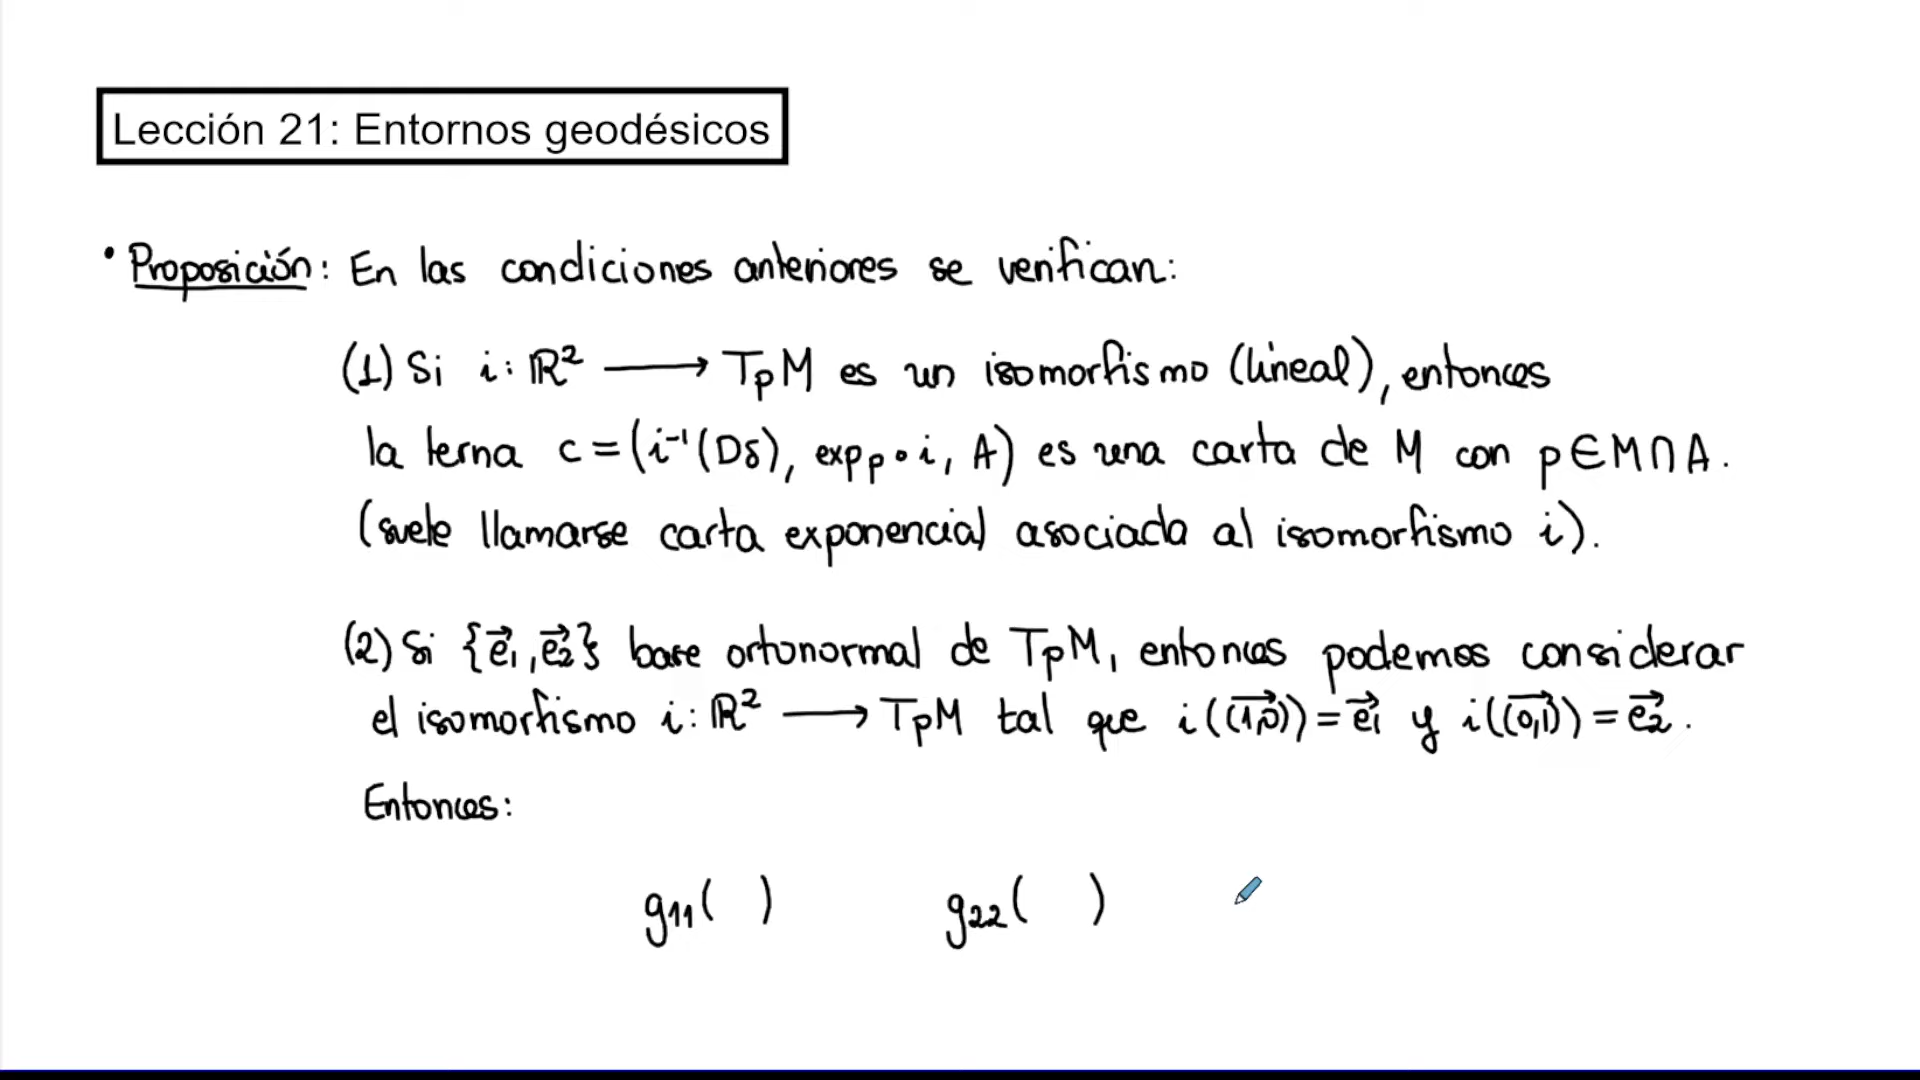 Lección 21: Entornos geodésicos
• Proposición: En las condiciones anteriores se verifican:
(1) Si i: ℝ² ⟶ TpM es un isomorfismo (lineal), entonces
la terna c = (i⁻¹(Dδ), expp∘i, A) es una carta de M con p∈M∩A.
(suele llamarse carta exponencial asociada al isomorfismo i).
(2) Si {e⃗₁, e⃗₂} base ortonormal de TpM, entonces podemos considerar
el isomorfismo i: ℝ² ⟶ TpM tal que i((1,0)⃗) = e⃗₁ y i((0,1)⃗) = e⃗₂.
Entonces:
g₁₁( ) g₂₂( )